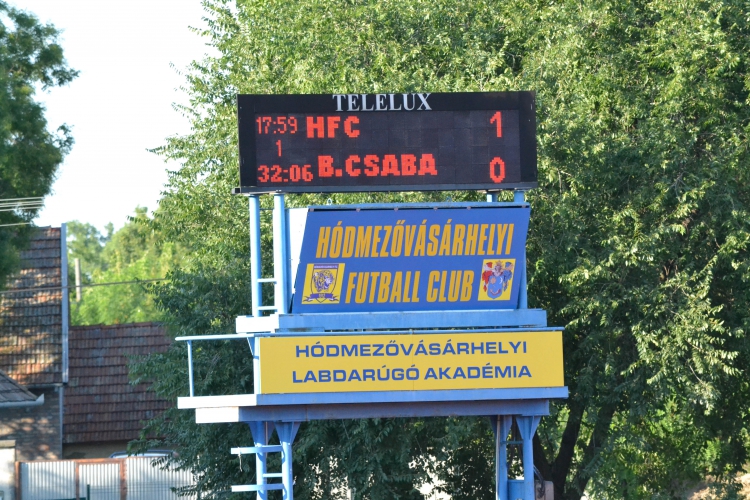 TELELUX
17:59 HFC 1
1
32:06 B.CSABA 0
HÓDMEZŐVÁSÁRHELYI
FUTBALL CLUB
HÓDMEZŐVÁSÁRHELYI
LABDARÚGÓ AKADÉMIA